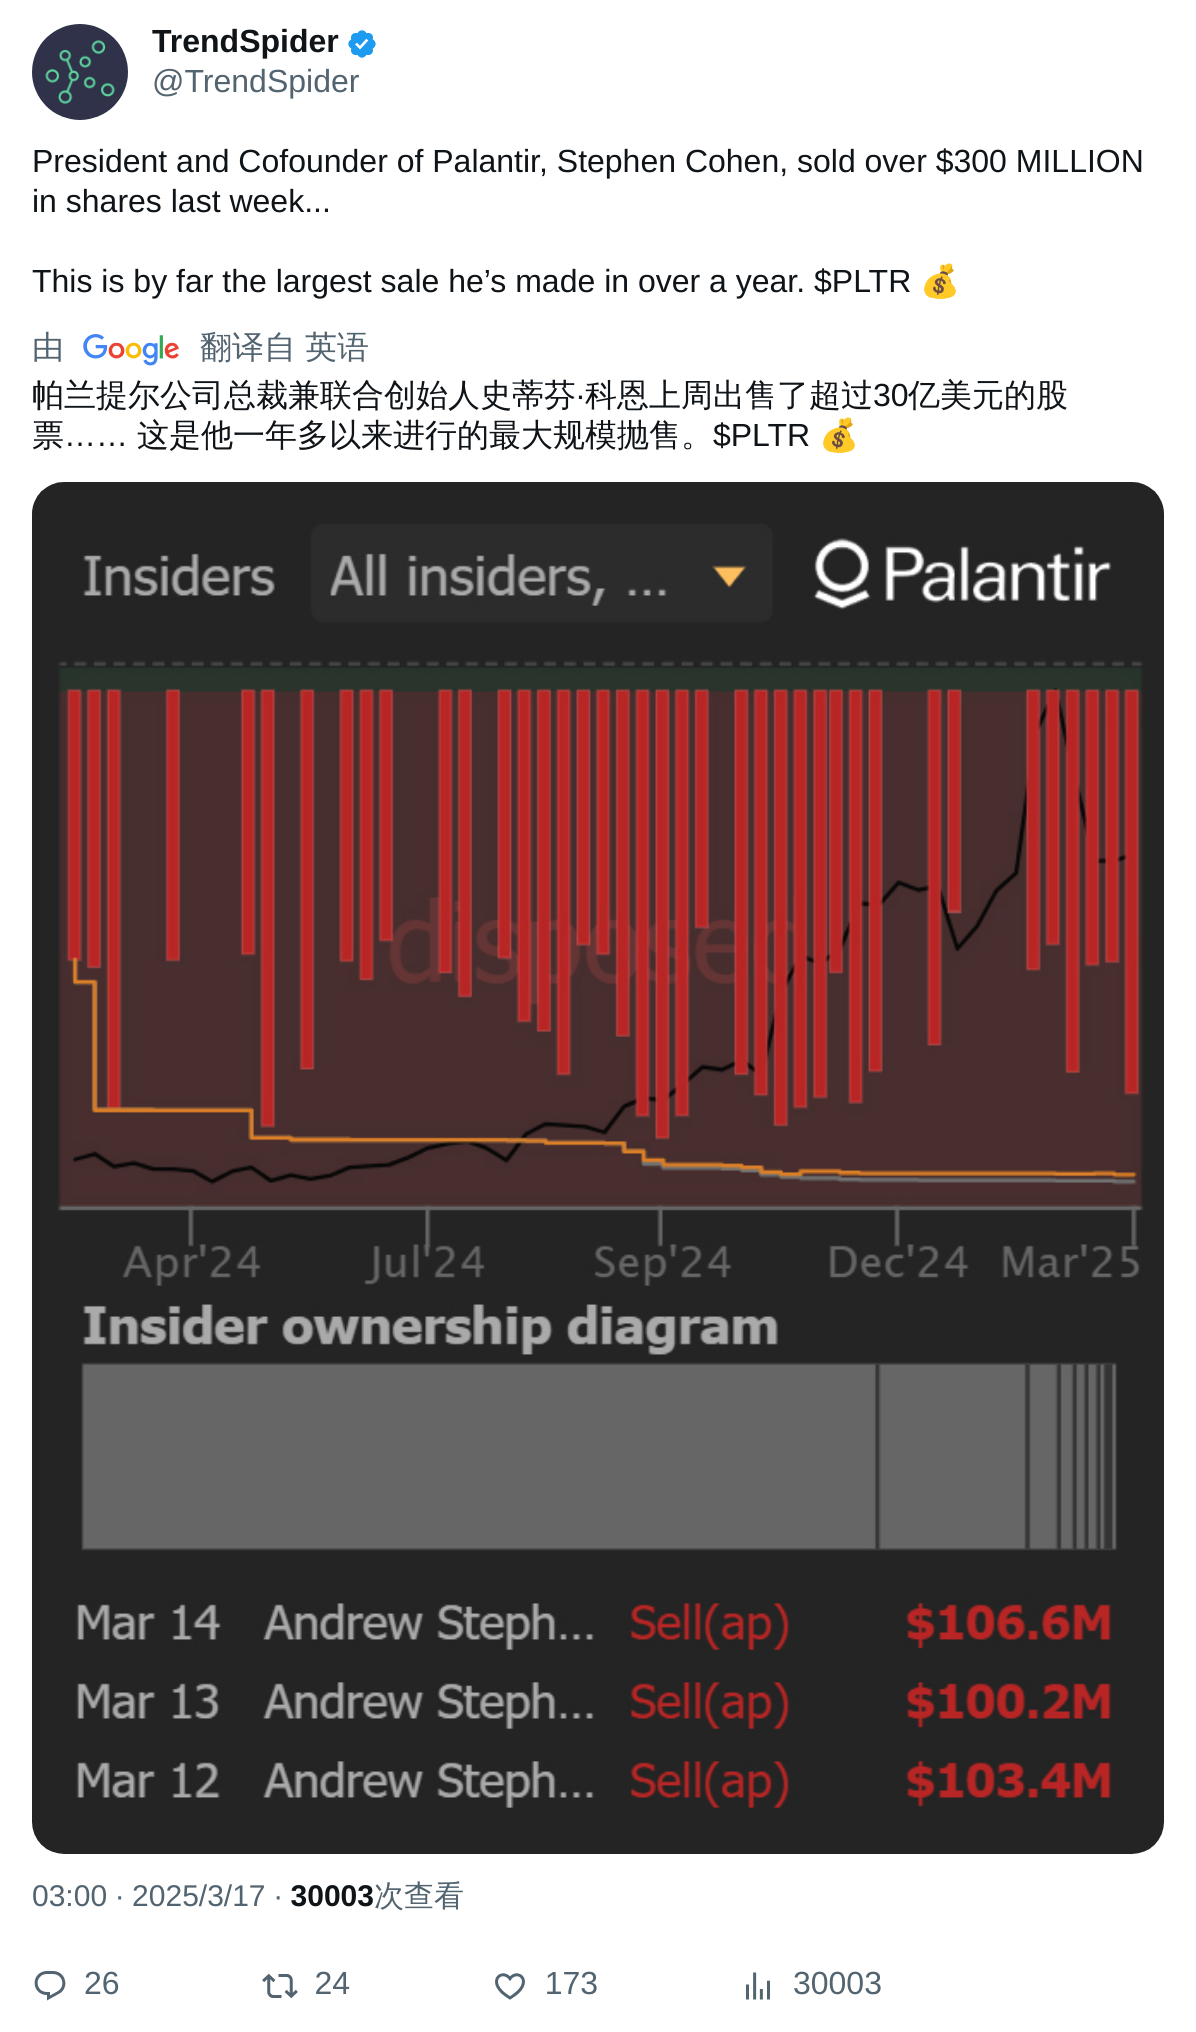 TrendSpider
@TrendSpider
President and Cofounder of Palantir, Stephen Cohen, sold over $300 MILLION
in shares last week...
This is by far the largest sale he’s made in over a year. $PLTR 💰
由 Google 翻译自 英语
帕兰提尔公司总裁兼联合创始人史蒂芬·科恩上周出售了超过30亿美元的股
票…… 这是他一年多以来进行的最大规模抛售。$PLTR 💰
Insiders All insiders, ... Palantir
disposed
Apr'24 Jul'24 Sep'24 Dec'24 Mar'25
Insider ownership diagram
Mar 14 Andrew Steph... Sell(ap) $106.6M
Mar 13 Andrew Steph... Sell(ap) $100.2M
Mar 12 Andrew Steph... Sell(ap) $103.4M
03:00 · 2025/3/17 · 30003次查看
26 24 173 30003